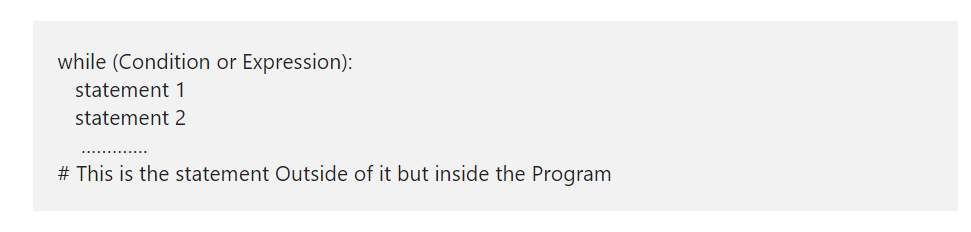 while (Condition or Expression):
statement 1
statement 2
.............
# This is the statement Outside of it but inside the Program